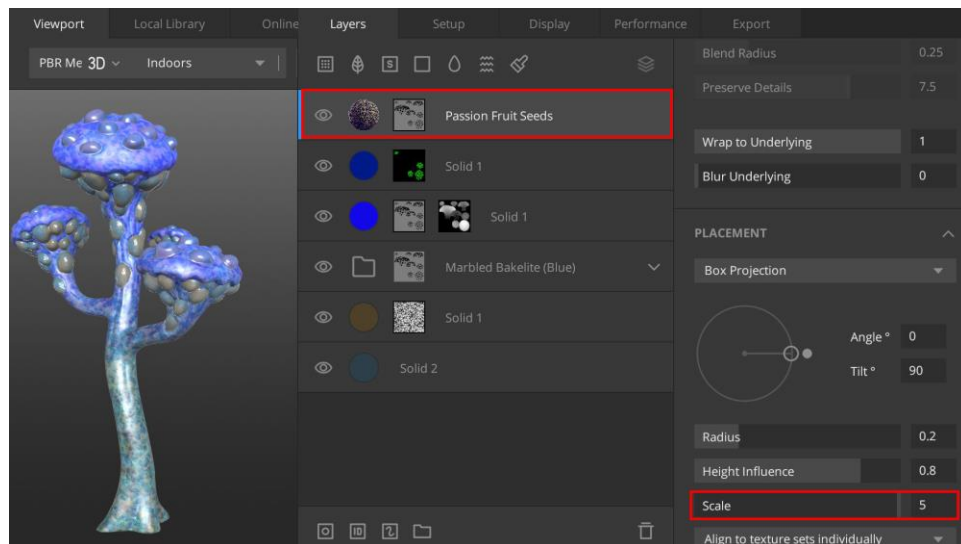 Viewport Local Library Online Layers Setup Display Performance Export
PBR Me 3D Indoors
Passion Fruit Seeds
Solid 1
Solid 1
Marbled Bakelite (Blue)
Solid 1
Solid 2
Blend Radius 0.25
Preserve Details 7.5
Wrap to Underlying 1
Blur Underlying 0
PLACEMENT
Box Projection
Angle ° 0
Tilt ° 90
Radius 0.2
Height Influence 0.8
Scale 5
Align to texture sets individually
S
ID